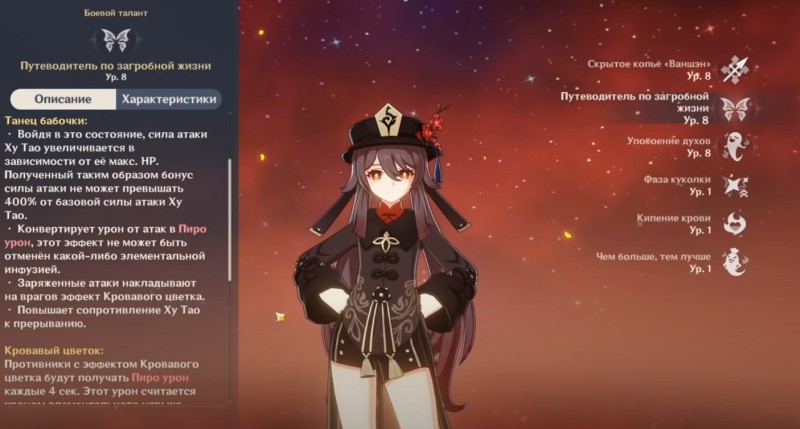 Боевой талант
Путеводитель по загробной жизни
Ур. 8
Описание
Характеристики
Танец бабочки:
· Войдя в это состояние, сила атаки
Ху Тао увеличивается в
зависимости от её макс. HP.
Полученный таким образом бонус
силы атаки не может превышать
400% от базовой силы атаки Ху
Тао.
· Конвертирует урон от атак в Пиро
урон, этот эффект не может быть
отменён какой-либо элементальной
инфузией.
· Заряженные атаки накладывают
на врагов эффект Кровавого цветка.
· Повышает сопротивление Ху Тао
к прерыванию.
Кровавый цветок:
Противники с эффектом Кровавого
цветка будут получать Пиро урон
каждые 4 сек. Этот урон считается
Скрытое копьё «Ваншэн»
Ур. 8
Путеводитель по загробной
жизни
Ур. 8
Упокоение духов
Ур. 8
Фаза куколки
Ур. 1
Кипение крови
Ур. 1
Чем больше, тем лучше
Ур. 1